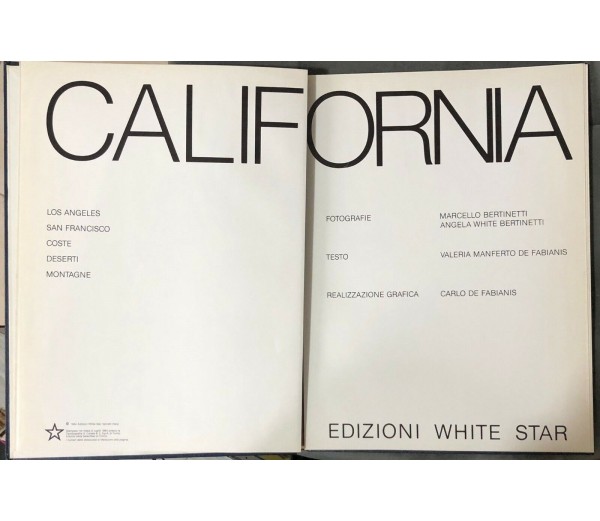 CALIFORNIA
LOS ANGELES
SAN FRANCISCO
COSTE
DESERTI
MONTAGNE
FOTOGRAFIE
MARCELLO BERTINETTI
ANGELA WHITE BERTINETTI
TESTO
VALERIA MANFERTO DE FABIANIS
REALIZZAZIONE GRAFICA
CARLO DE FABIANIS
EDIZIONI WHITE STAR